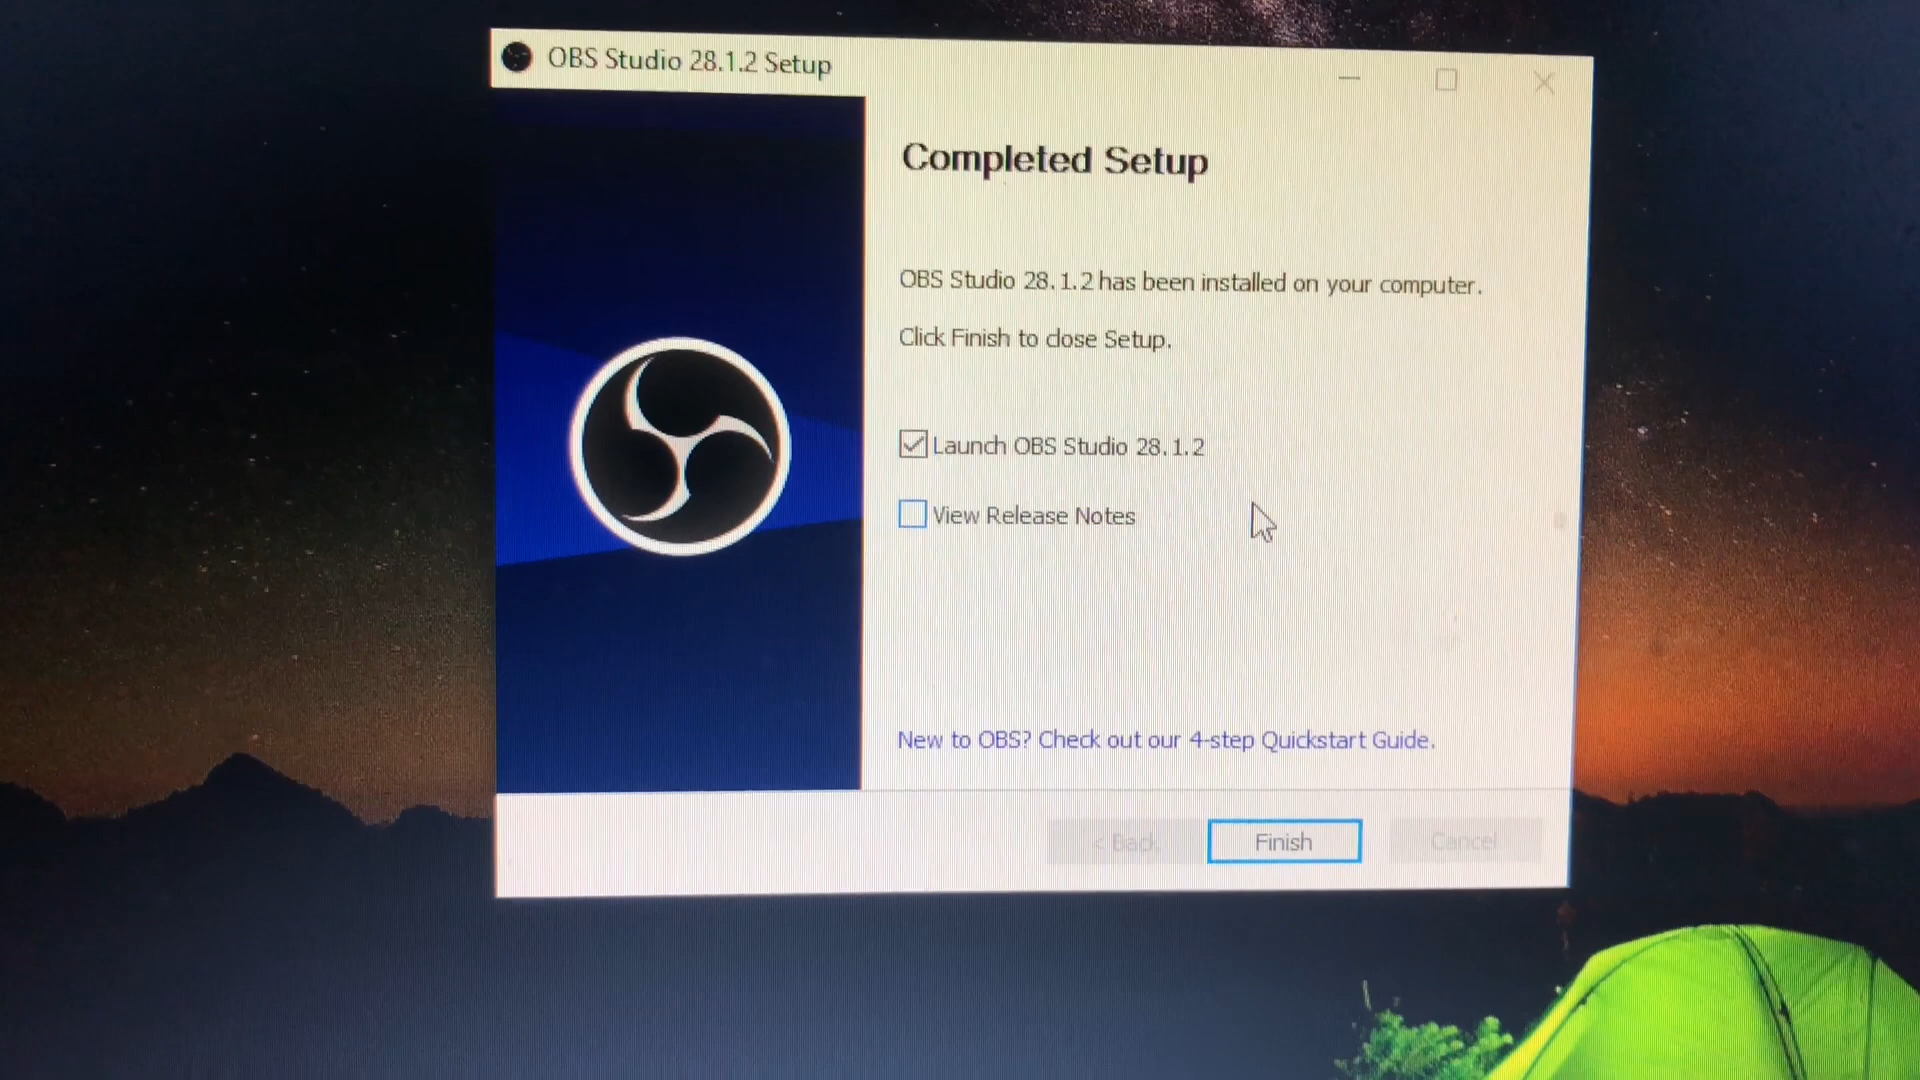 OBS Studio 28.1.2 Setup
Completed Setup
OBS Studio 28.1.2 has been installed on your computer.
Click Finish to close Setup.
Launch OBS Studio 28.1.2
View Release Notes
New to OBS? Check out our 4-step Quickstart Guide.
< Back
Finish
Cancel